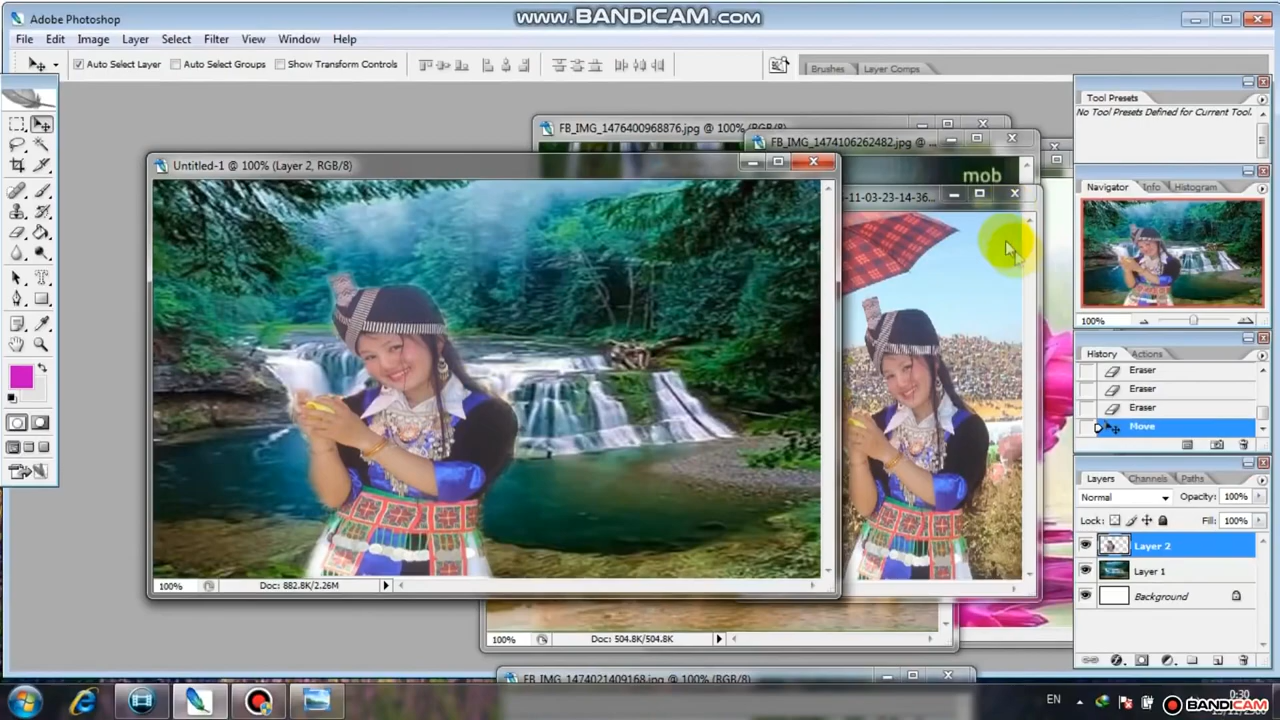 www.BANDICAM.com
Adobe Photoshop
File Edit Image Layer Select Filter View Window Help
Auto Select Layer Auto Select Groups Show Transform Controls
Brushes Layer Comps
Tool Presets
No Tool Presets Defined for Current Tool.
FB_IMG_1476400968876.jpg @ 100% (RGB/8)
FB_IMG_1474106262482.jpg @ ...
mob
Untitled-1 @ 100% (Layer 2, RGB/8)
-11-03-23-14-36...
Navigator Info Histogram
100%
History Actions
Eraser
Eraser
Eraser
Move
Layers Channels Paths
Normal Opacity: 100%
Lock: Fill: 100%
Layer 2
Layer 1
Background
100% Doc: 882.8K/2.26M
100% Doc: 504.8K/504.8K
FB_IMG_1474021409168.jpg @ 100% (RGB/8)
EN
0:30
BANDICAM